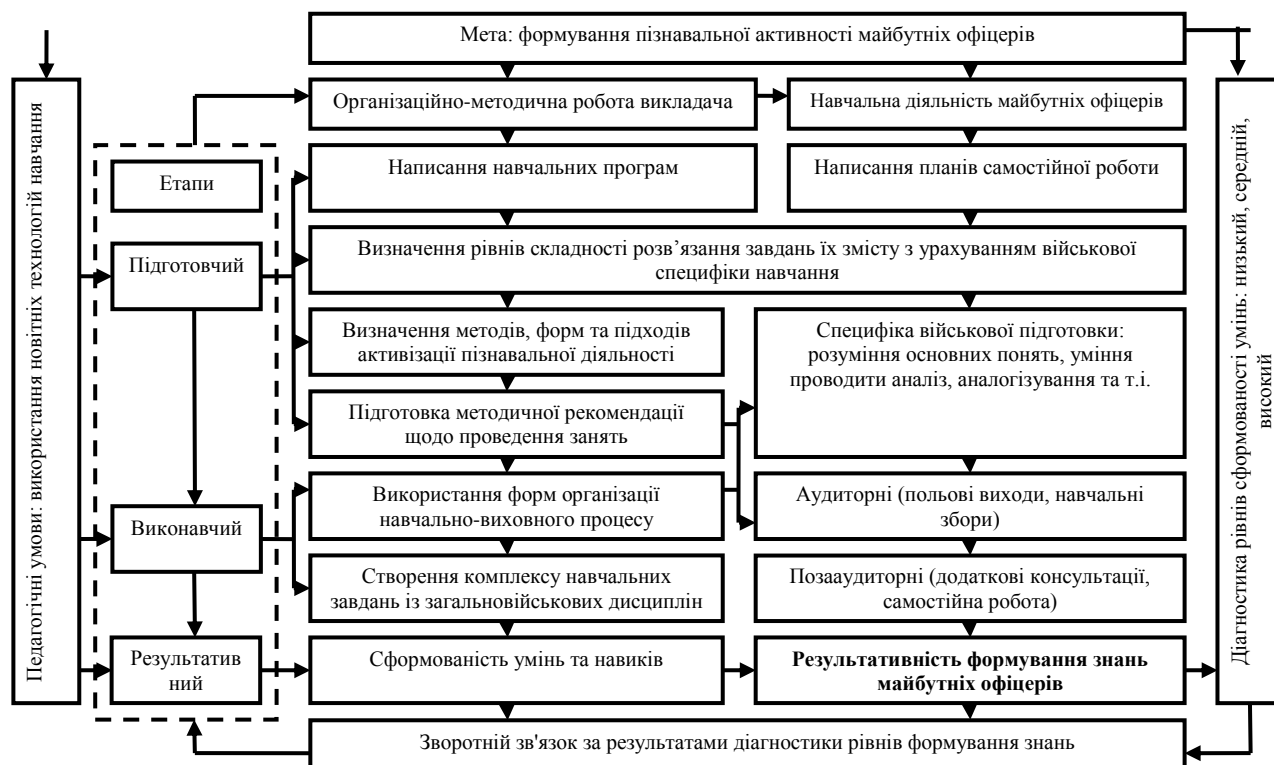 Мета: формування пізнавальної активності майбутніх офіцерів
Педагогічні умови: використання новітніх технологій навчання
Організаційно-методична робота викладача
Навчальна діяльність майбутніх офіцерів
Етапи
Написання навчальних програм
Написання планів самостійної роботи
Підготовчий
Визначення рівнів складності розв’язання завдань їх змісту з урахуванням військової
специфіки навчання
Визначення методів, форм та підходів
активізації пізнавальної діяльності
Специфіка військової підготовки:
розуміння основних понять, уміння
проводити аналіз, аналогізування та т.і.
Підготовка методичної рекомендації
щодо проведення занять
Виконавчий
Використання форм організації
навчально-виховного процесу
Аудиторні (польові виходи, навчальні
збори)
Створення комплексу навчальних
завдань із загальновійськових дисциплін
Позааудиторні (додаткові консультації,
самостійна робота)
Результатив
ний
Сформованість умінь та навиків
Результативність формування знань
майбутніх офіцерів
Діагностика рівнів сформованості умінь: низький, середній,
високий
Зворотній зв'язок за результатами діагностики рівнів формування знань